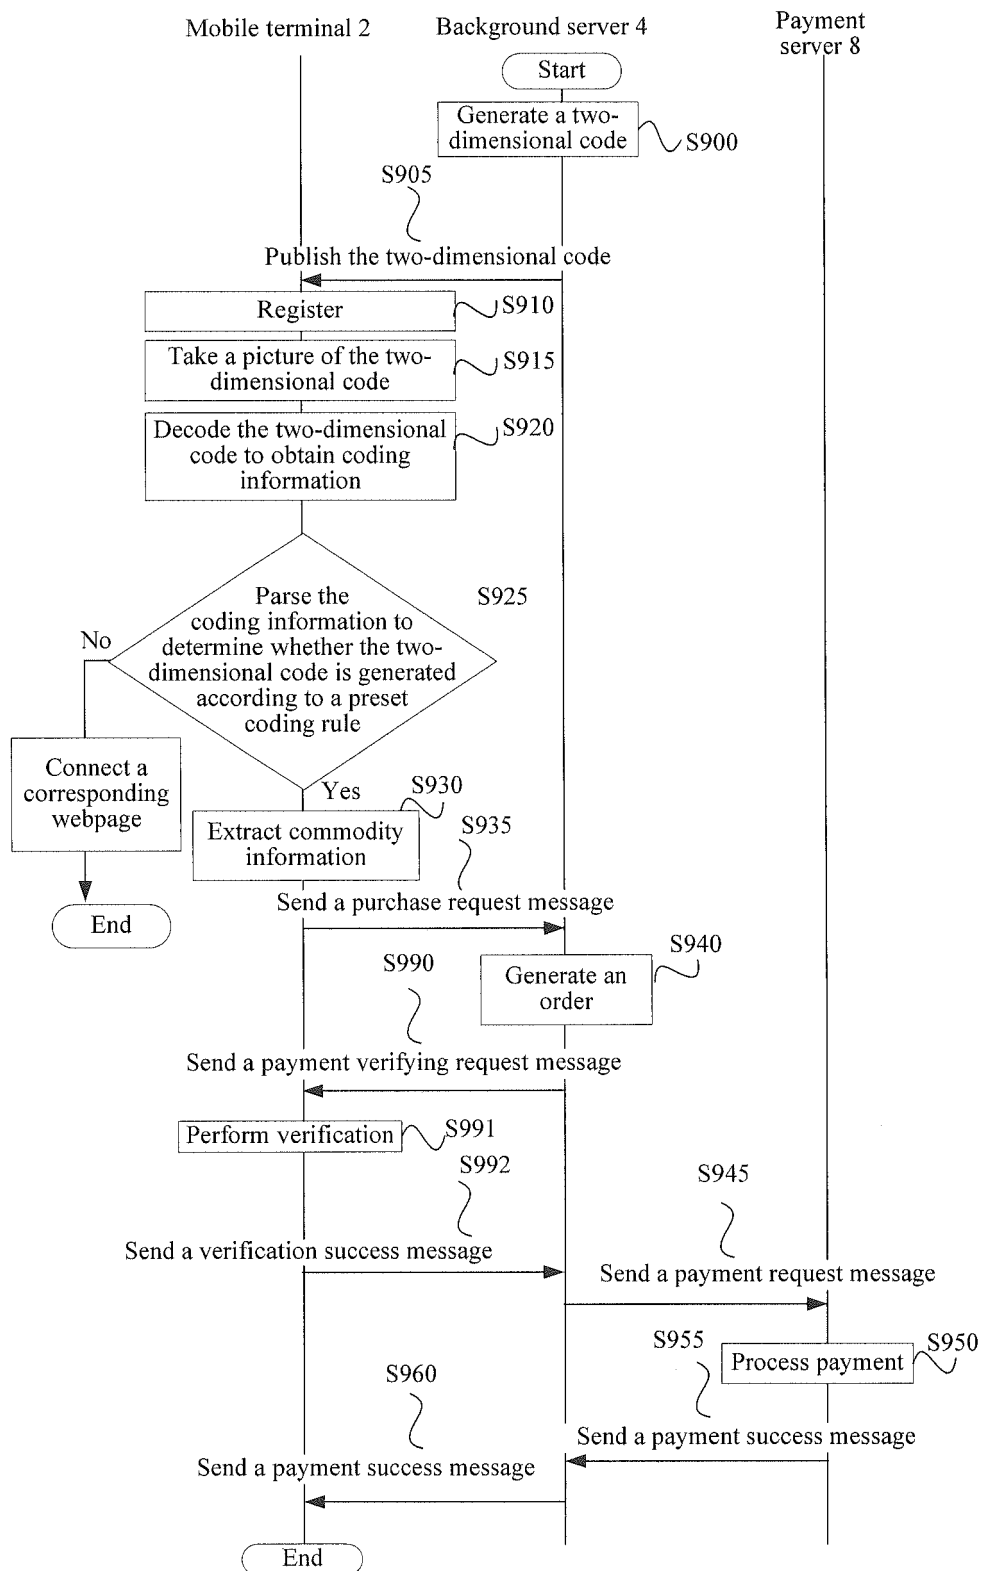 Mobile terminal 2
Background server 4
Payment
server 8
Start
Generate a two-
dimensional code
S900
S905
Publish the two-dimensional code
Register
S910
Take a picture of the two-
dimensional code
S915
Decode the two-dimensional
code to obtain coding
information
S920
Parse the
coding information to
determine whether the two-
dimensional code is generated
according to a preset
coding rule
S925
No
Connect a
corresponding
webpage
End
Yes
S930
Extract commodity
information
S935
Send a purchase request message
S940
Generate an
order
S990
Send a payment verifying request message
Perform verification
S991
S992
Send a verification success message
S945
Send a payment request message
S950
Process payment
S955
Send a payment success message
S960
Send a payment success message
End